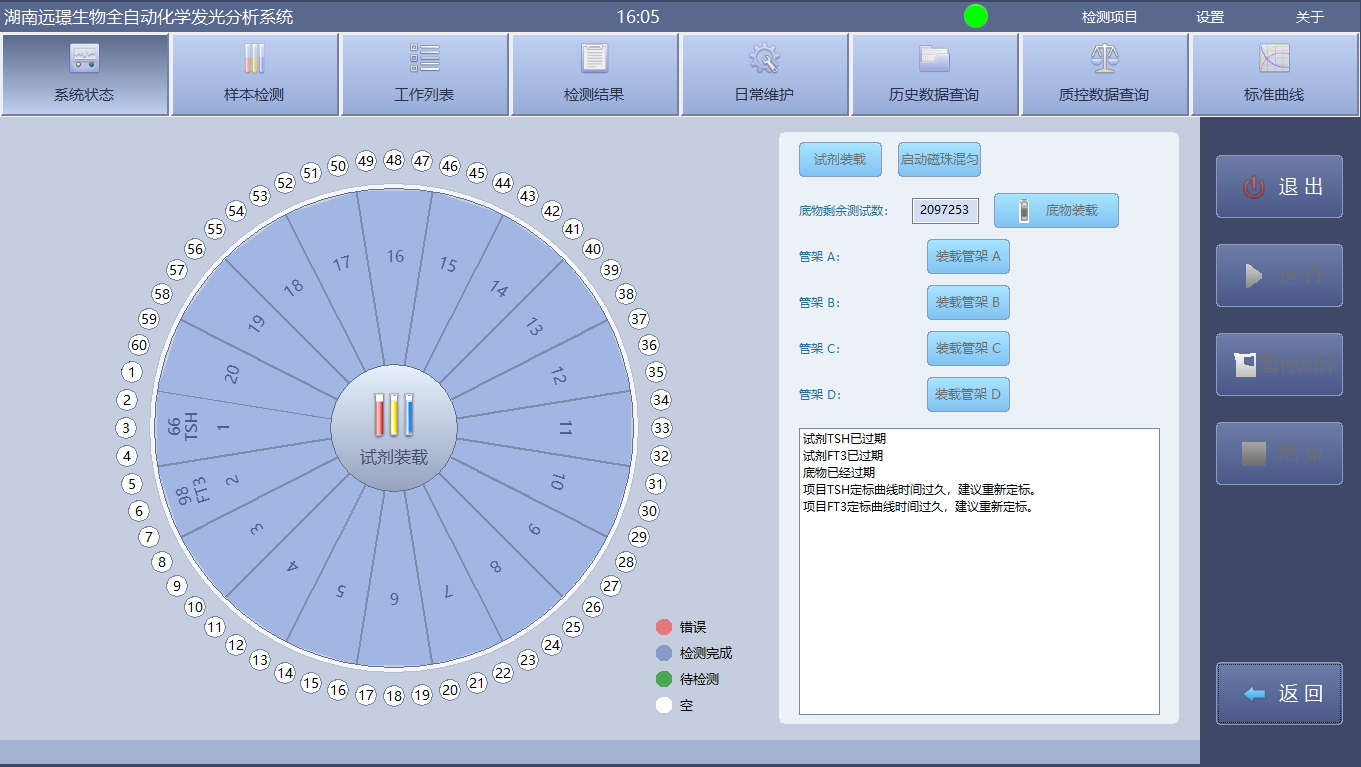 湖南远璟生物全自动化学发光分析系统
16:05
检测项目
设置
关于
系统状态
样本检测
工作列表
检测结果
日常维护
历史数据查询
质控数据查询
标准曲线
试剂装载
启动磁珠混匀
底物剩余测试数:
2097253
底物装载
管架 A:
装载管架 A
管架 B:
装载管架 B
管架 C:
装载管架 C
管架 D:
装载管架 D
试剂TSH已过期
试剂FT3已过期
底物已经过期
项目TSH定标曲线时间过久，建议重新定标。
项目FT3定标曲线时间过久，建议重新定标。
退 出
运 行
暂停加样
结 束
返 回
1
2
3
4
5
6
7
8
9
10
11
12
13
14
15
16
17
18
19
20
21
22
23
24
25
26
27
28
29
30
31
32
33
34
35
36
37
38
39
40
41
42
43
44
45
46
47
48
49
50
51
52
53
54
55
56
57
58
59
60
99
TSH
1
98
FT3
2
3
4
5
6
7
8
9
10
11
12
13
14
15
16
17
18
19
20
试剂装载
错误
检测完成
待检测
空